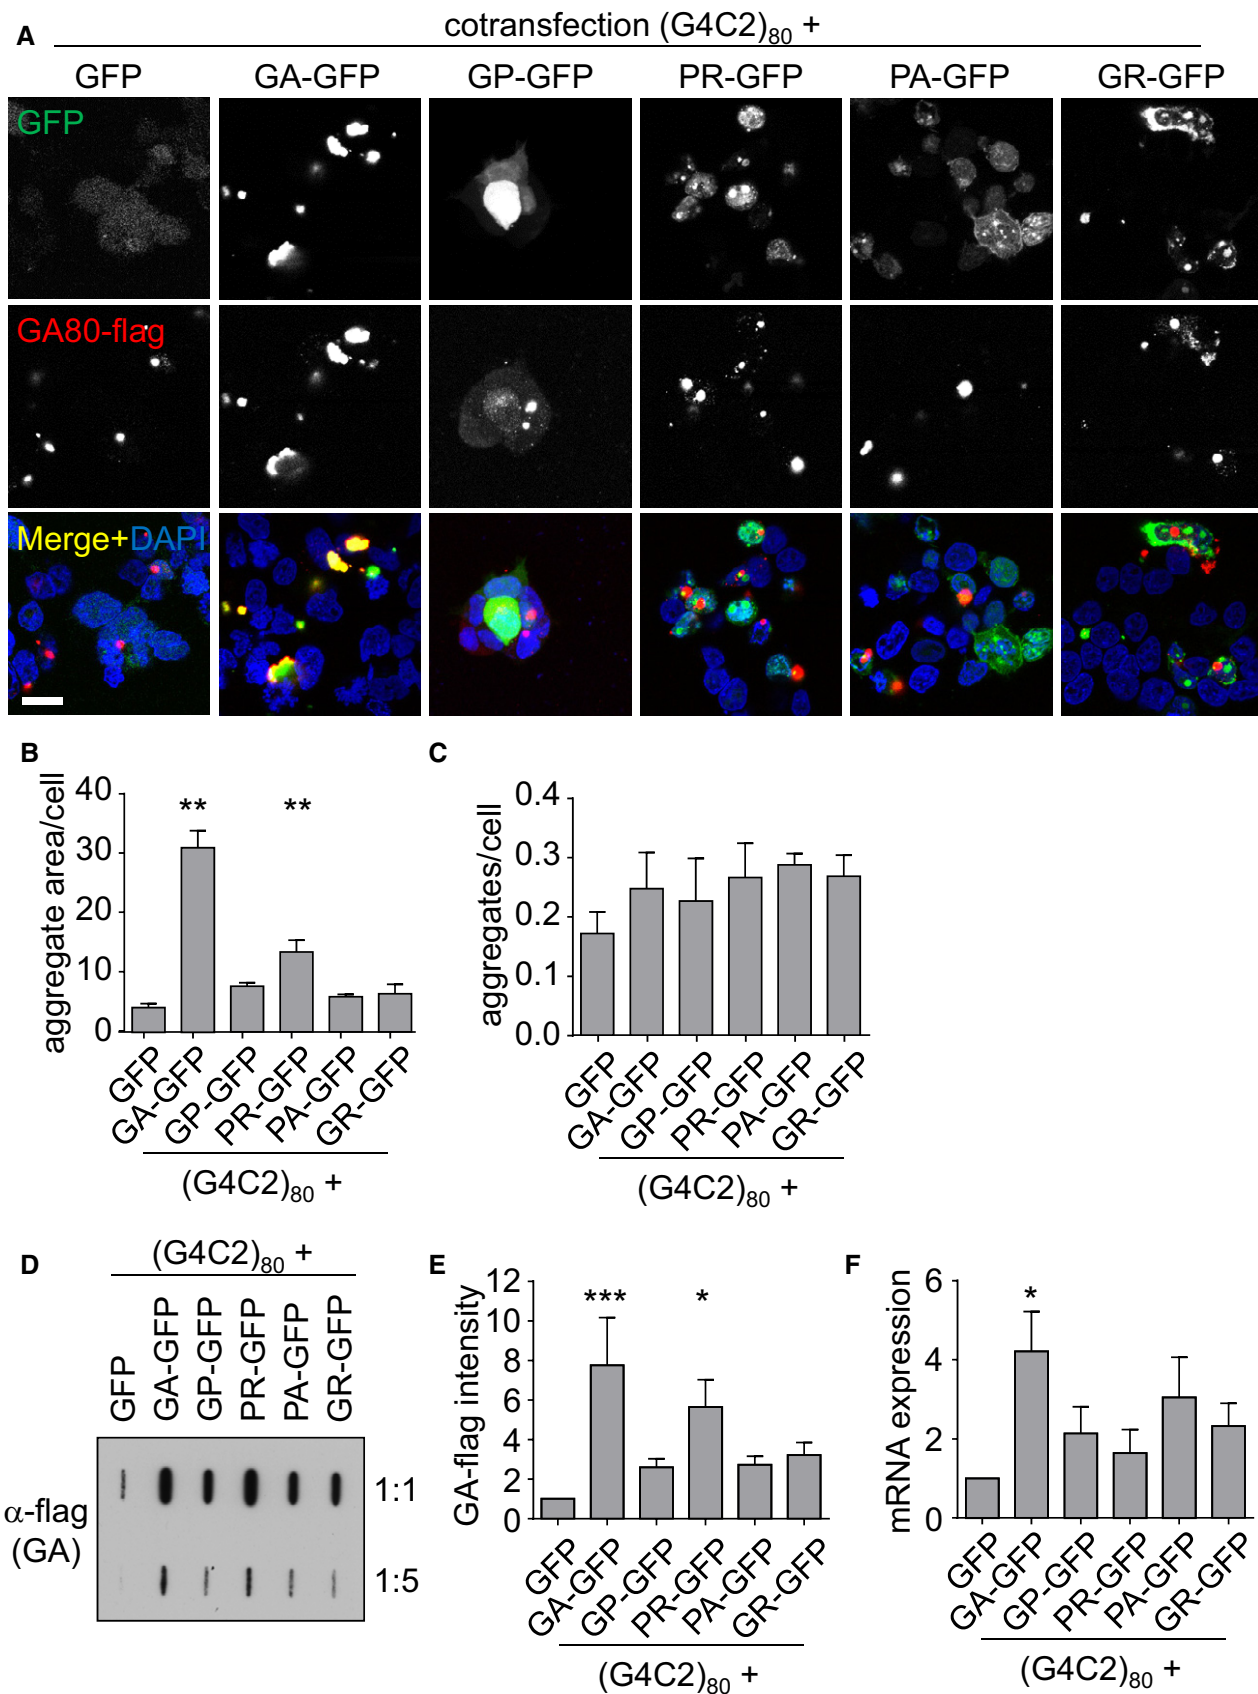 A
cotransfection (G4C2)80 +
GFP GA-GFP GP-GFP PR-GFP PA-GFP GR-GFP
GFP
GA80-flag
Merge+DAPI
B
aggregate area/cell
40
30
20
10
0
GFP
GA-GFP
GP-GFP
PR-GFP
PA-GFP
GR-GFP
** **
(G4C2)80 +
C
aggregates/cell
0.4
0.3
0.2
0.1
0.0
GFP
GA-GFP
GP-GFP
PR-GFP
PA-GFP
GR-GFP
(G4C2)80 +
D
(G4C2)80 +
GFP
GA-GFP
GP-GFP
PR-GFP
PA-GFP
GR-GFP
α-flag
(GA)
1:1
1:5
E
GA-flag intensity
12
10
8
6
4
2
0
*** *
GFP
GA-GFP
GP-GFP
PR-GFP
PA-GFP
GR-GFP
(G4C2)80 +
F
mRNA expression
6
4
2
0
*
GFP
GA-GFP
GP-GFP
PR-GFP
PA-GFP
GR-GFP
(G4C2)80 +